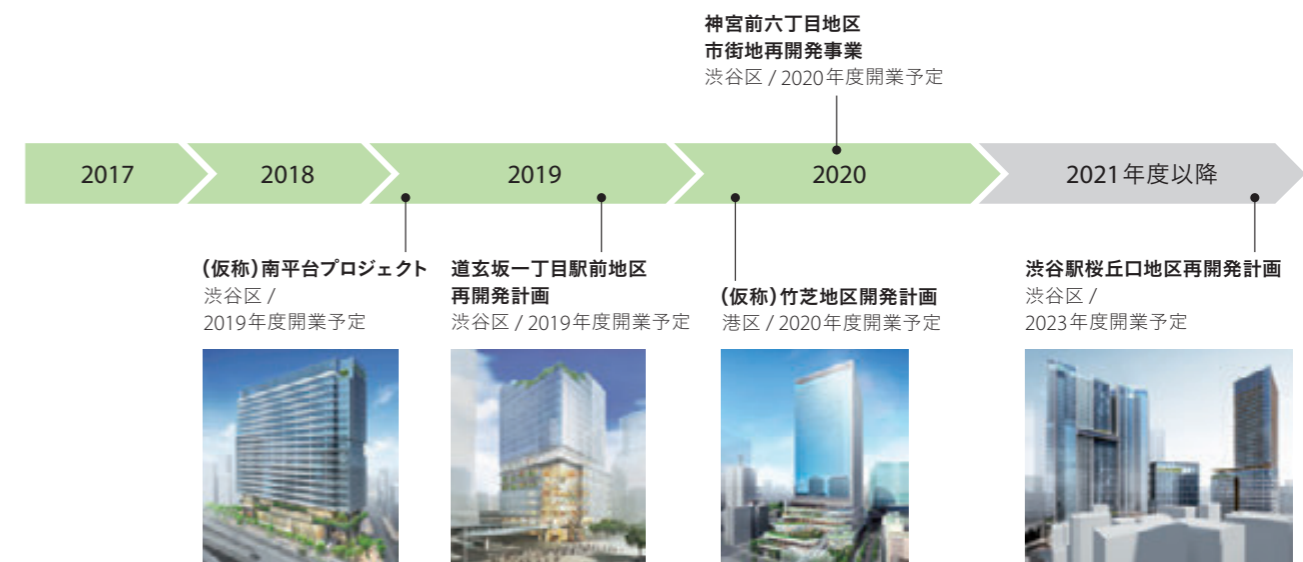 神宮前六丁目地区
市街地再開発事業
渋谷区 / 2020年度開業予定
2017
2018
2019
2020
2021年度以降
(仮称)南平台プロジェクト
渋谷区 /
2019年度開業予定
道玄坂一丁目駅前地区
再開発計画
渋谷区 / 2019年度開業予定
(仮称)竹芝地区開発計画
港区 / 2020年度開業予定
渋谷駅桜丘口地区再開発計画
渋谷区 /
2023年度開業予定